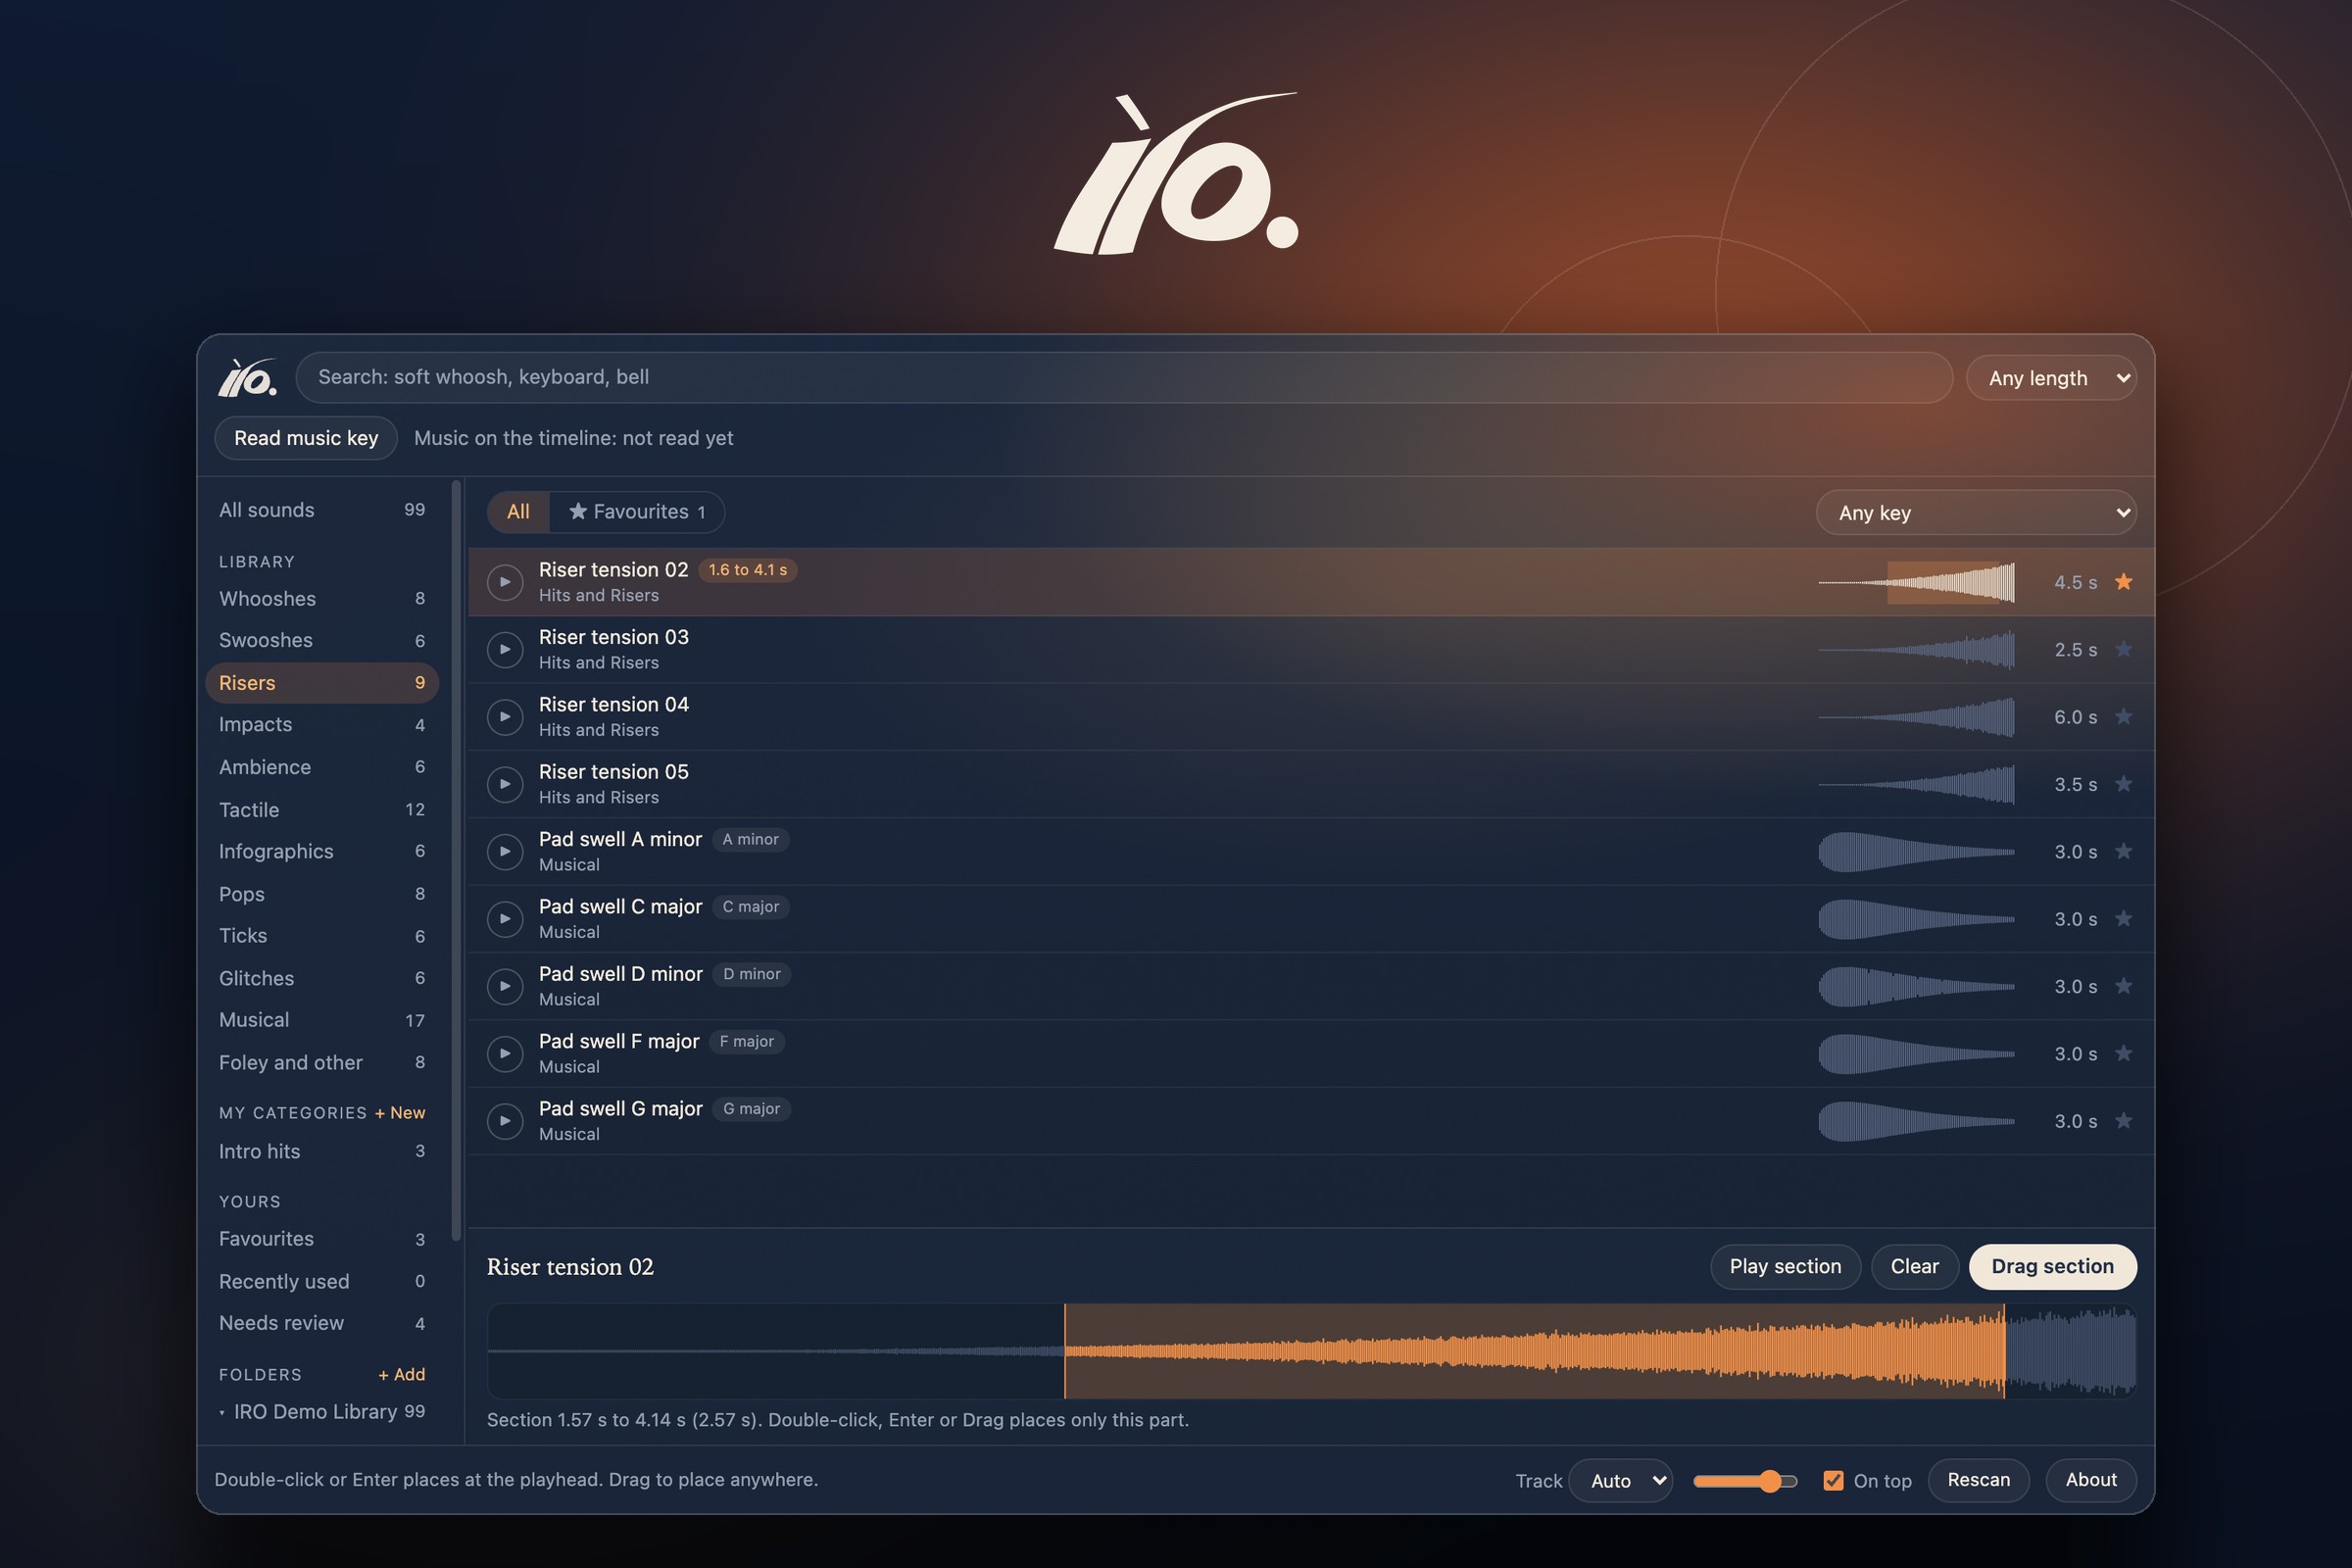 ìro.
ìro.
Search: soft whoosh, keyboard, bell
Any length
Read music key
Music on the timeline: not read yet
All sounds 99
LIBRARY
Whooshes 8
Swooshes 6
Risers 9
Impacts 4
Ambience 6
Tactile 12
Infographics 6
Pops 8
Ticks 6
Glitches 6
Musical 17
Foley and other 8
MY CATEGORIES + New
Intro hits 3
YOURS
Favourites 3
Recently used 0
Needs review 4
FOLDERS + Add
IRO Demo Library 99
All
Favourites 1
Any key
Riser tension 02 1.6 to 4.1 s
Hits and Risers
4.5 s
Riser tension 03
Hits and Risers
2.5 s
Riser tension 04
Hits and Risers
6.0 s
Riser tension 05
Hits and Risers
3.5 s
Pad swell A minor A minor
Musical
3.0 s
Pad swell C major C major
Musical
3.0 s
Pad swell D minor D minor
Musical
3.0 s
Pad swell F major F major
Musical
3.0 s
Pad swell G major G major
Musical
3.0 s
Riser tension 02
Play section
Clear
Drag section
Section 1.57 s to 4.14 s (2.57 s). Double-click, Enter or Drag places only this part.
Double-click or Enter places at the playhead. Drag to place anywhere.
Track Auto
On top
Rescan
About